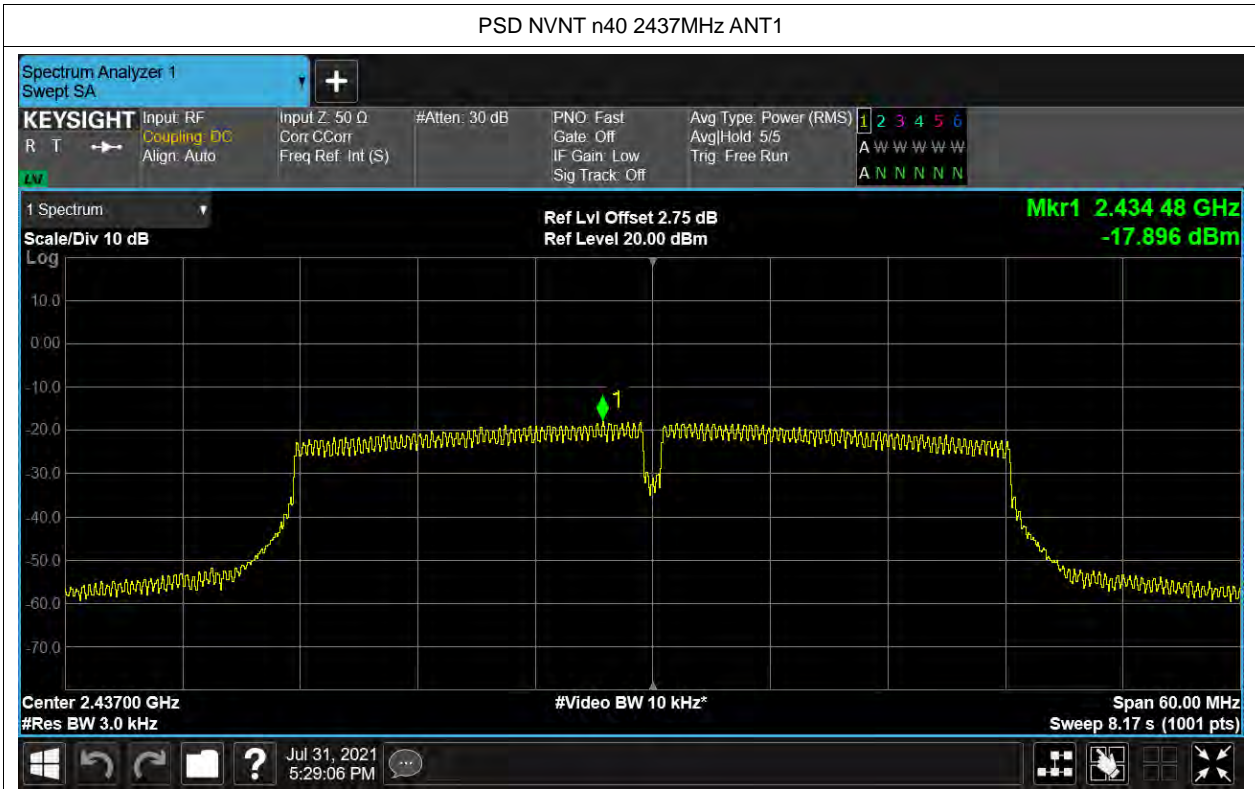 PSD NVNT n40 2437MHz ANT1
Spectrum Analyzer 1
Swept SA
KEYSIGHT
R T
LV
Input: RF
Coupling: DC
Align: Auto
Input Z: 50 Ω
Corr CCorr
Freq Ref: Int (S)
#Atten: 30 dB
PNO: Fast
Gate: Off
IF Gain: Low
Sig Track: Off
Avg Type: Power (RMS)
Avg|Hold: 5/5
Trig: Free Run
1 2 3 4 5 6
A W W W W W
A N N N N N
1 Spectrum
Scale/Div 10 dB
Ref Lvl Offset 2.75 dB
Ref Level 20.00 dBm
Mkr1 2.434 48 GHz
-17.896 dBm
Log
10.0
0.00
-10.0
-20.0
-30.0
-40.0
-50.0
-60.0
-70.0
1
Center 2.43700 GHz
#Res BW 3.0 kHz
#Video BW 10 kHz*
Span 60.00 MHz
Sweep 8.17 s (1001 pts)
?
Jul 31, 2021
5:29:06 PM